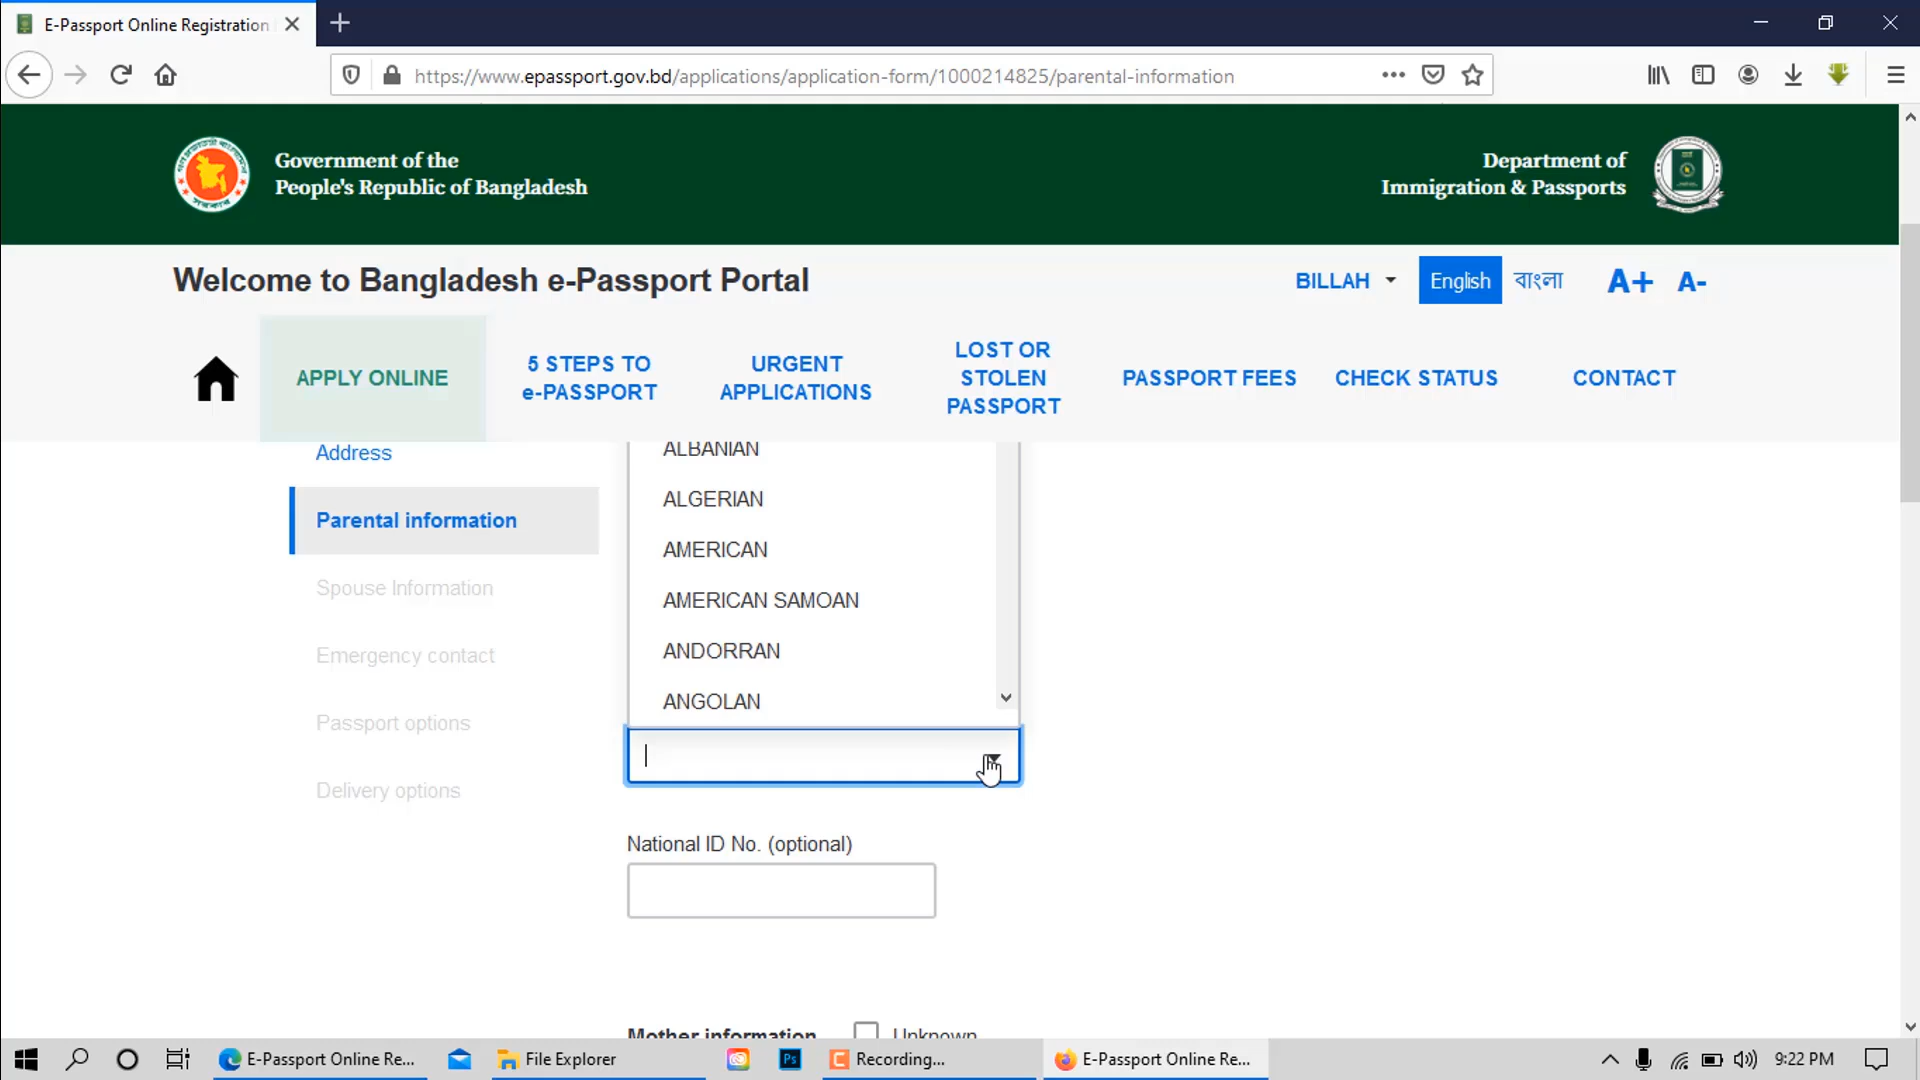 E-Passport Online Registration
https://www.epassport.gov.bd/applications/application-form/1000214825/parental-information
Government of the
People's Republic of Bangladesh
Department of
Immigration & Passports
Welcome to Bangladesh e-Passport Portal
BILLAH
English
বাংলা
A+
A-
APPLY ONLINE
5 STEPS TO
e-PASSPORT
URGENT
APPLICATIONS
LOST OR
STOLEN
PASSPORT
PASSPORT FEES
CHECK STATUS
CONTACT
Address
Parental information
Spouse Information
Emergency contact
Passport options
Delivery options
ALBANIAN
ALGERIAN
AMERICAN
AMERICAN SAMOAN
ANDORRAN
ANGOLAN
National ID No. (optional)
Mother information
Unknown
E-Passport Online Re...
File Explorer
Ps
Recording...
E-Passport Online Re...
9:22 PM